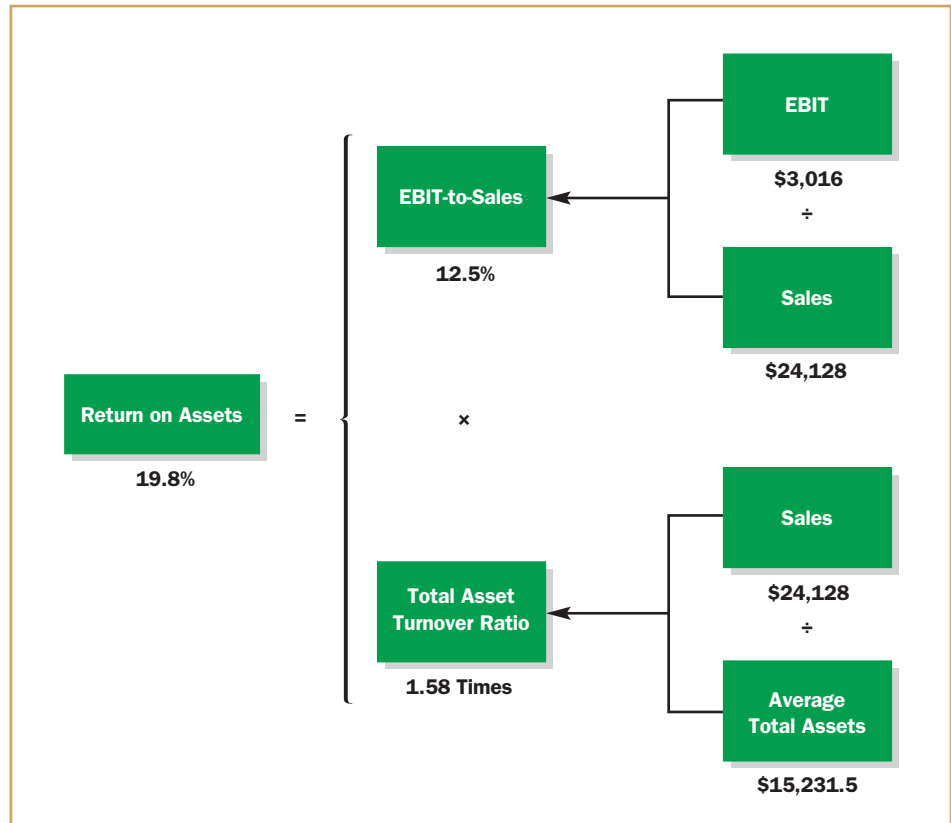 EBIT
$3,016
÷
EBIT-to-Sales
12.5%
Sales
$24,128
Return on Assets
19.8%
=
×
Sales
$24,128
÷
Total Asset
Turnover Ratio
1.58 Times
Average
Total Assets
$15,231.5